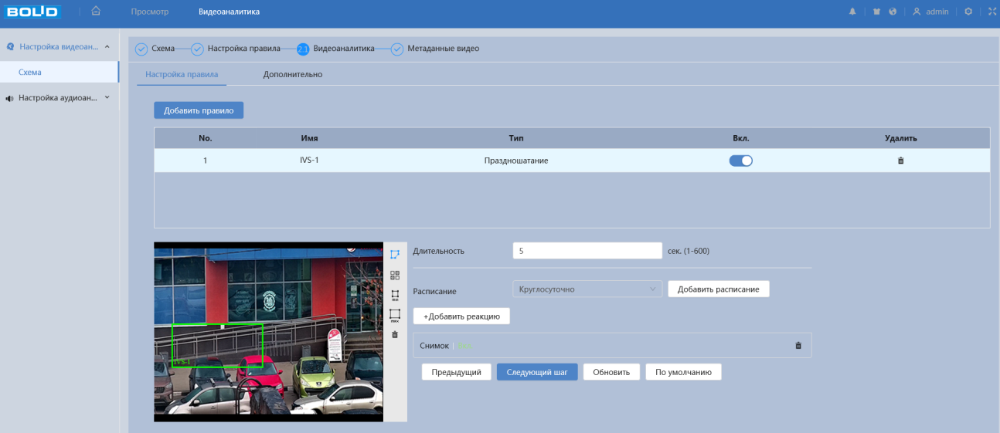 BOLID
Просмотр
Видеоаналитика
admin
Настройка видеоан...
Схема
Настройка аудиоан...
Схема
Настройка правила
2.1
Видеоаналитика
Метаданные видео
Настройка правила
Дополнительно
Добавить правило
No. Имя Тип Вкл. Удалить
1 IVS-1 Праздношатание
Длительность 5 сек. (1-600)
Расписание Круглосуточно Добавить расписание
+Добавить реакцию
Снимок
Предыдущий Следующий шаг Обновить По умолчанию
min
max
IVS-1